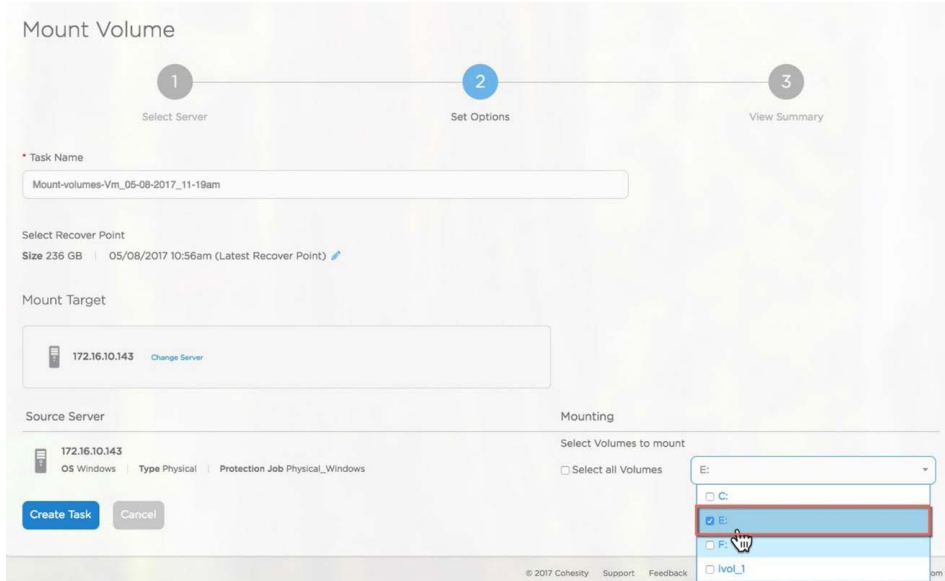 Mount Volume
1
2
3
Select Server
Set Options
View Summary
* Task Name
Mount-volumes-Vm_05-08-2017_11-19am
Select Recover Point
Size 236 GB 05/08/2017 10:56am (Latest Recover Point)
Mount Target
172.16.10.143 Change Server
Source Server
Mounting
172.16.10.143
OS Windows Type Physical Protection Job Physical_Windows
Select Volumes to mount
Select all Volumes
E:
C:
E:
F:
lvol_1
Create Task
Cancel
© 2017 Cohesity Support Feedback
om